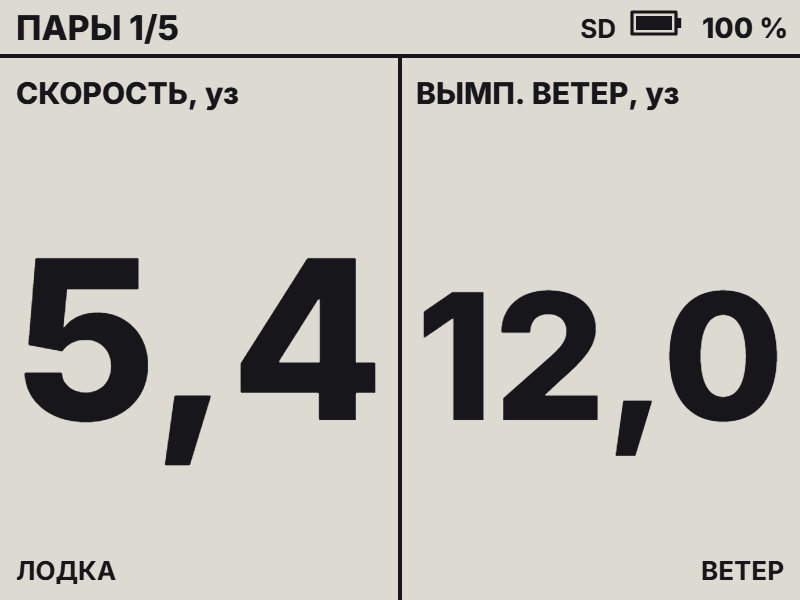 ПАРЫ 1/5
SD 100 %
СКОРОСТЬ, уз
ВЫМП. ВЕТЕР, уз
5,4
12,0
ЛОДКА
ВЕТЕР